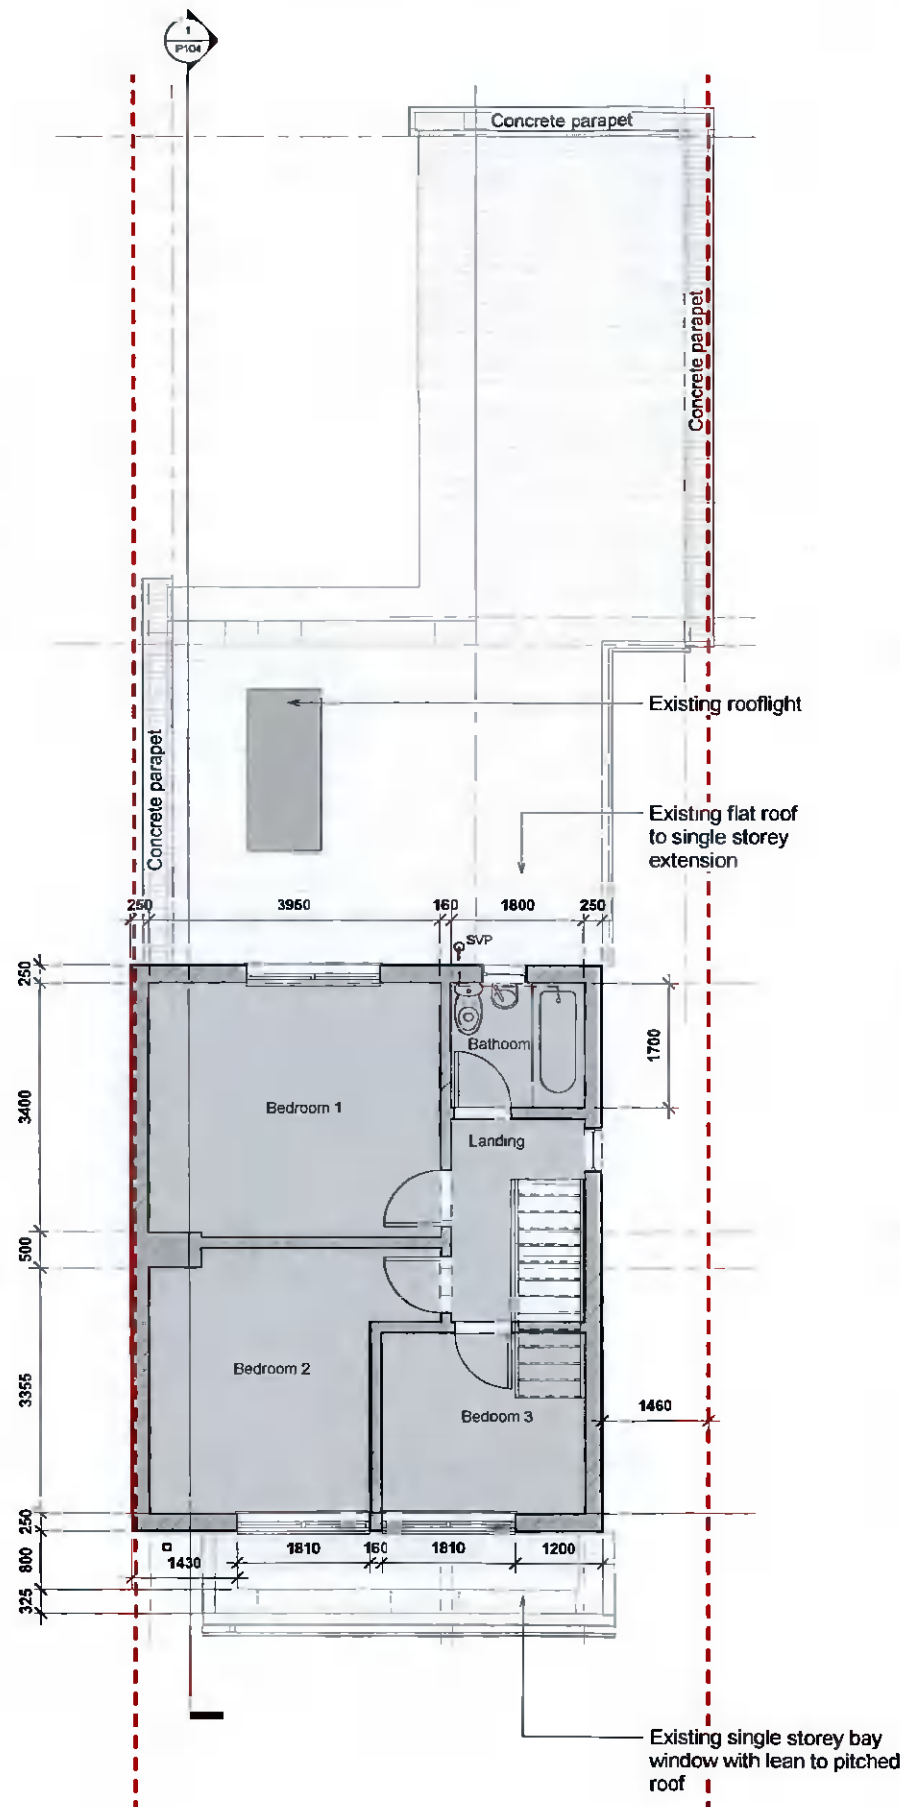 1
P104
Concrete parapet
Concrete parapet
Existing rooflight
Concrete parapet
Existing flat roof
to single storey
extension
250
3950
160
1800
250
SVP
250
1700
Bathoom
3400
Bedroom 1
Landing
500
3355
Bedroom 2
Bedoom 3
1460
250
800
325
1430
1810
160
1810
1200
Existing single storey bay
window with lean to pitched
roof